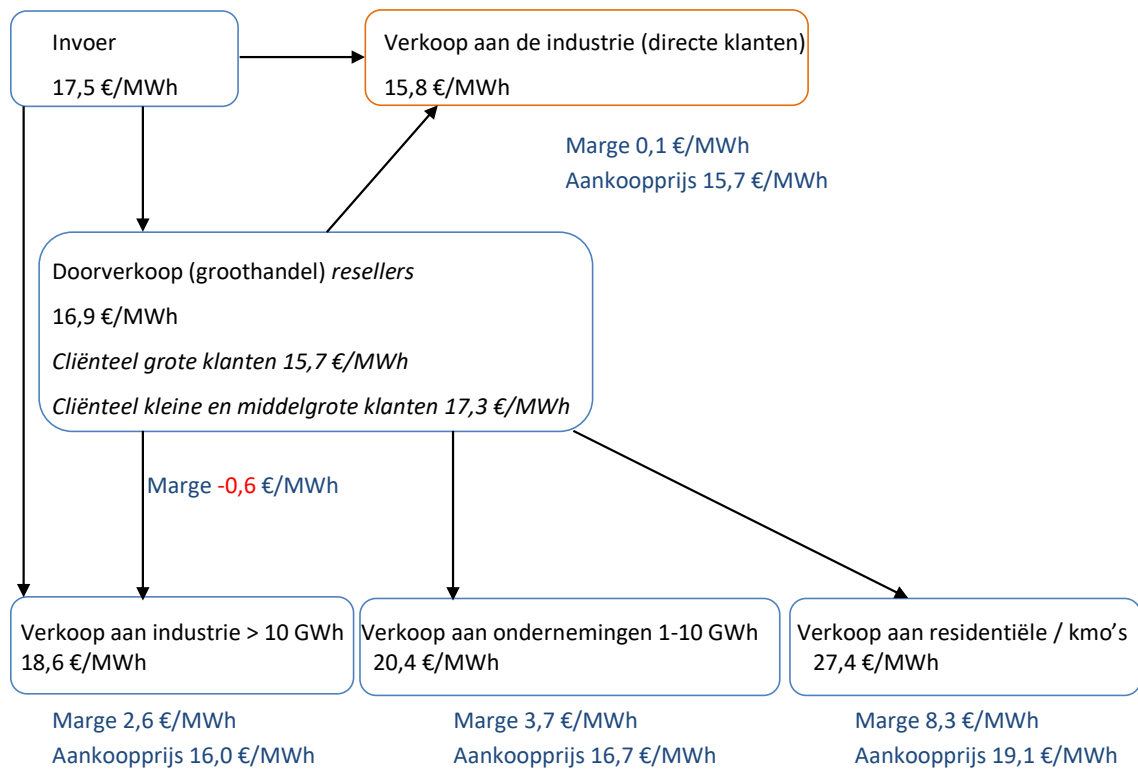 Invoer
17,5 €/MWh
Verkoop aan de industrie (directe klanten)
15,8 €/MWh
Marge 0,1 €/MWh
Aankoopprijs 15,7 €/MWh
Doorverkoop (groothandel) resellers
16,9 €/MWh
Cliënteel grote klanten 15,7 €/MWh
Cliënteel kleine en middelgrote klanten 17,3 €/MWh
Marge -0,6 €/MWh
Verkoop aan industrie > 10 GWh
18,6 €/MWh
Marge 2,6 €/MWh
Aankoopprijs 16,0 €/MWh
Verkoop aan ondernemingen 1-10 GWh
20,4 €/MWh
Marge 3,7 €/MWh
Aankoopprijs 16,7 €/MWh
Verkoop aan residentiële / kmo’s
27,4 €/MWh
Marge 8,3 €/MWh
Aankoopprijs 19,1 €/MWh